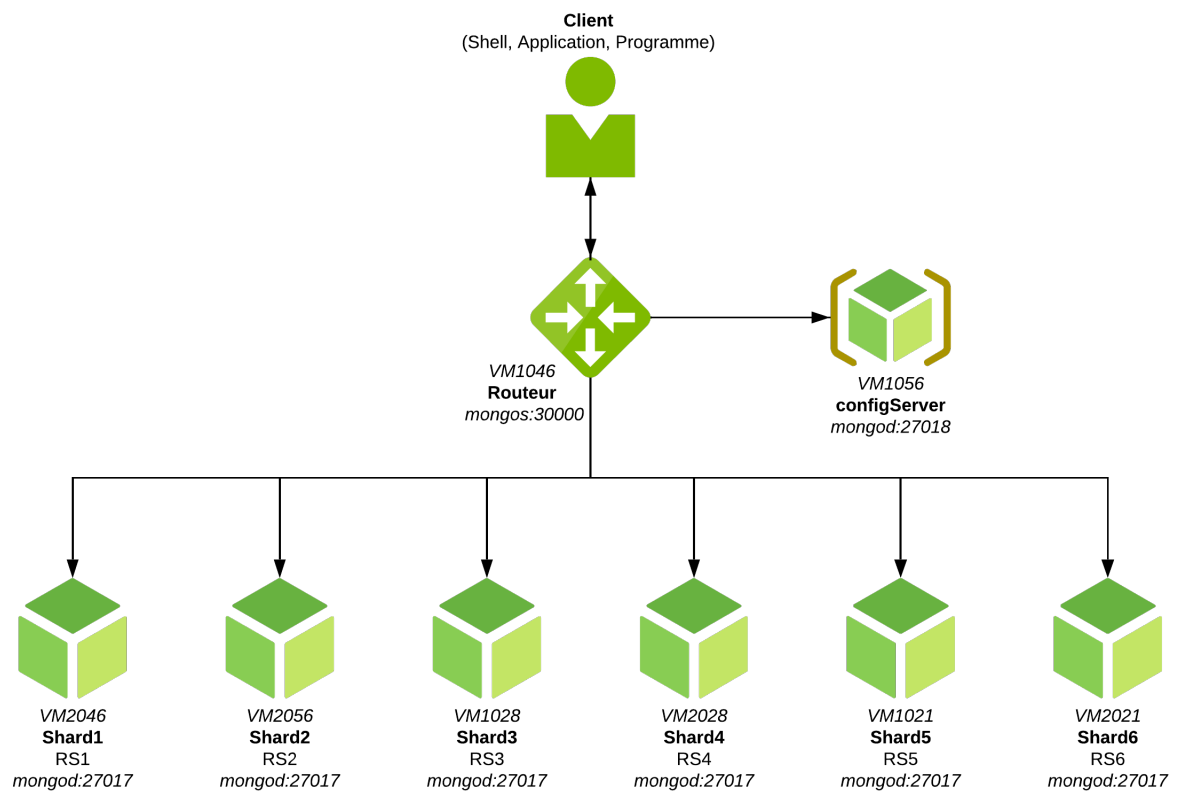 Client
(Shell, Application, Programme)
VM1046
Routeur
mongos:30000
VM1056
configServer
mongod:27018
VM2046
Shard1
RS1
mongod:27017
VM2056
Shard2
RS2
mongod:27017
VM1028
Shard3
RS3
mongod:27017
VM2028
Shard4
RS4
mongod:27017
VM1021
Shard5
RS5
mongod:27017
VM2021
Shard6
RS6
mongod:27017